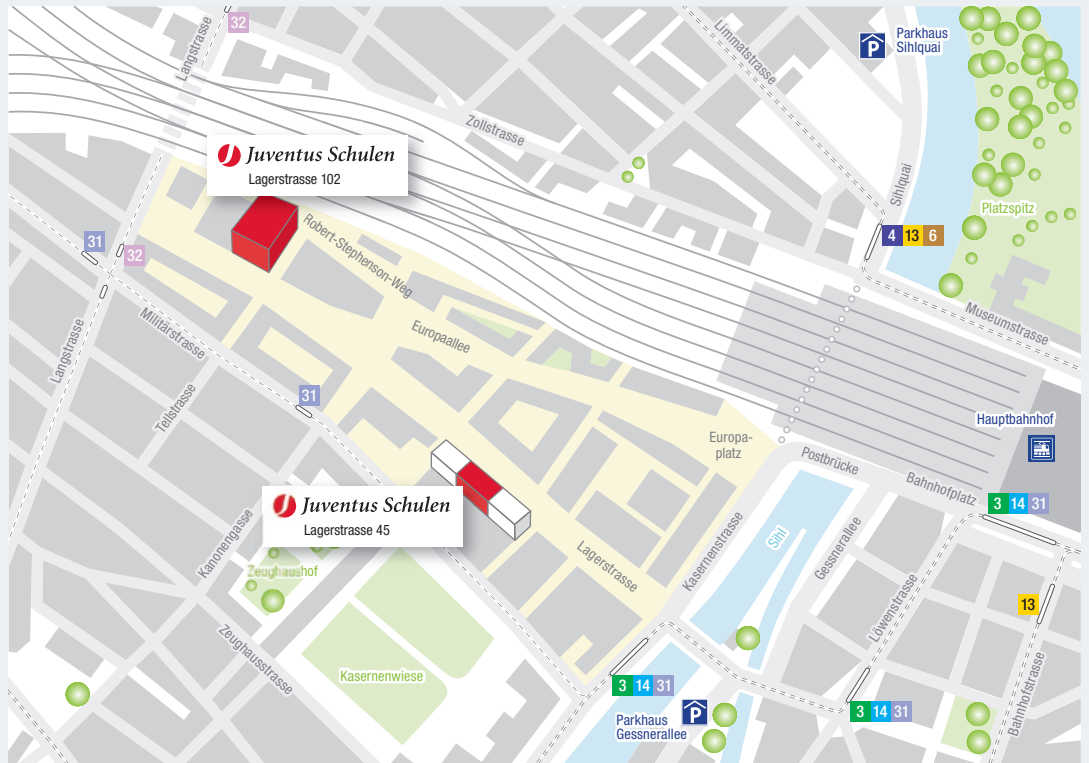 32
Langstrasse
Limmatstrasse
Parkhaus
Sihlquai
P
Zollstrasse
Juventus Schulen
Lagerstrasse 102
Sihlquai
Platzspitz
31
32
4 13 6
Robert-Stephenson-Weg
Militärstrasse
Europaallee
Museumstrasse
Langstrasse
Tellstrasse
31
Hauptbahnhof
Europa-
platz
Postbrücke
Bahnhofplatz
3 14 31
Juventus Schulen
Lagerstrasse 45
Kanonengasse
Zeughaushof
Lagerstrasse
Kasernenstrasse
Sihl
Gessnerallee
Löwenstrasse
13
Zeughausstrasse
Kasernenwiese
3 14 31
Parkhaus
Gessnerallee
P
3 14 31
Bahnhofstrasse